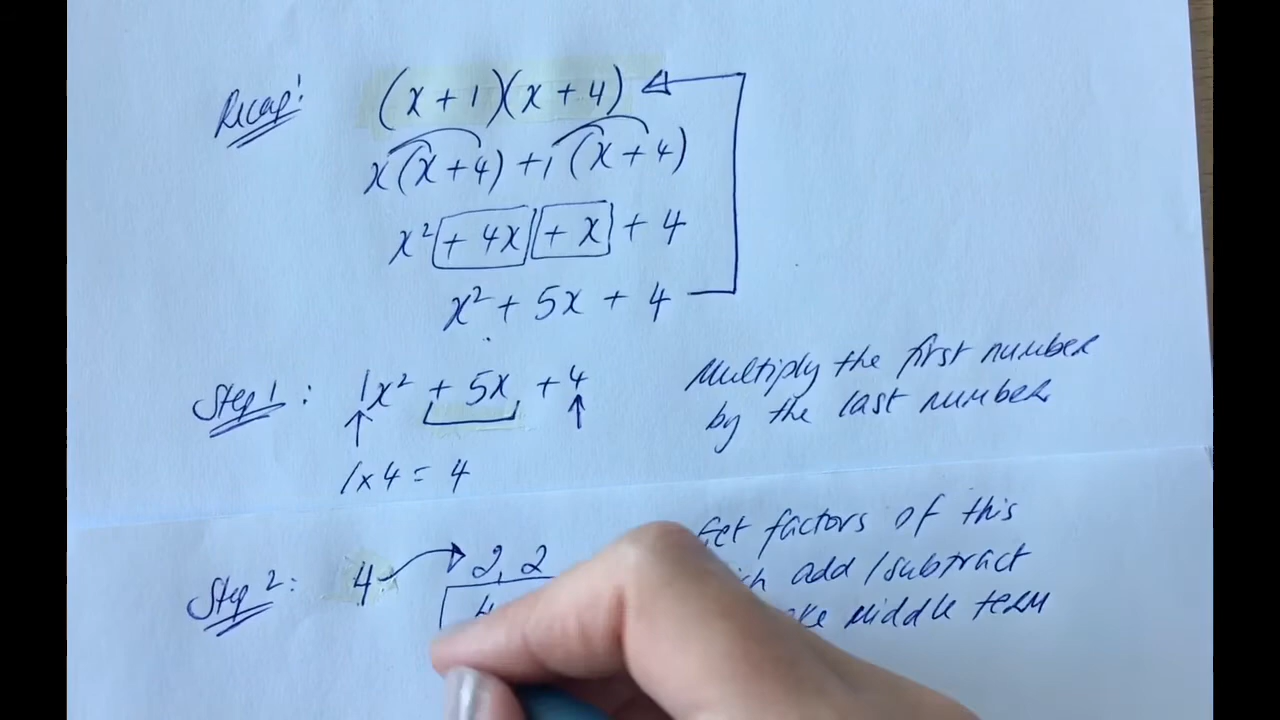 Recap:
(x + 1)(x + 4)
x(x + 4) + 1(x + 4)
x² + 4x + x + 4
x² + 5x + 4
Step 1: 1x² + 5x + 4
Multiply the first number
by the last number
1 x 4 = 4
Step 2: 4 2, 2
Get factors of this
add / subtract
middle term